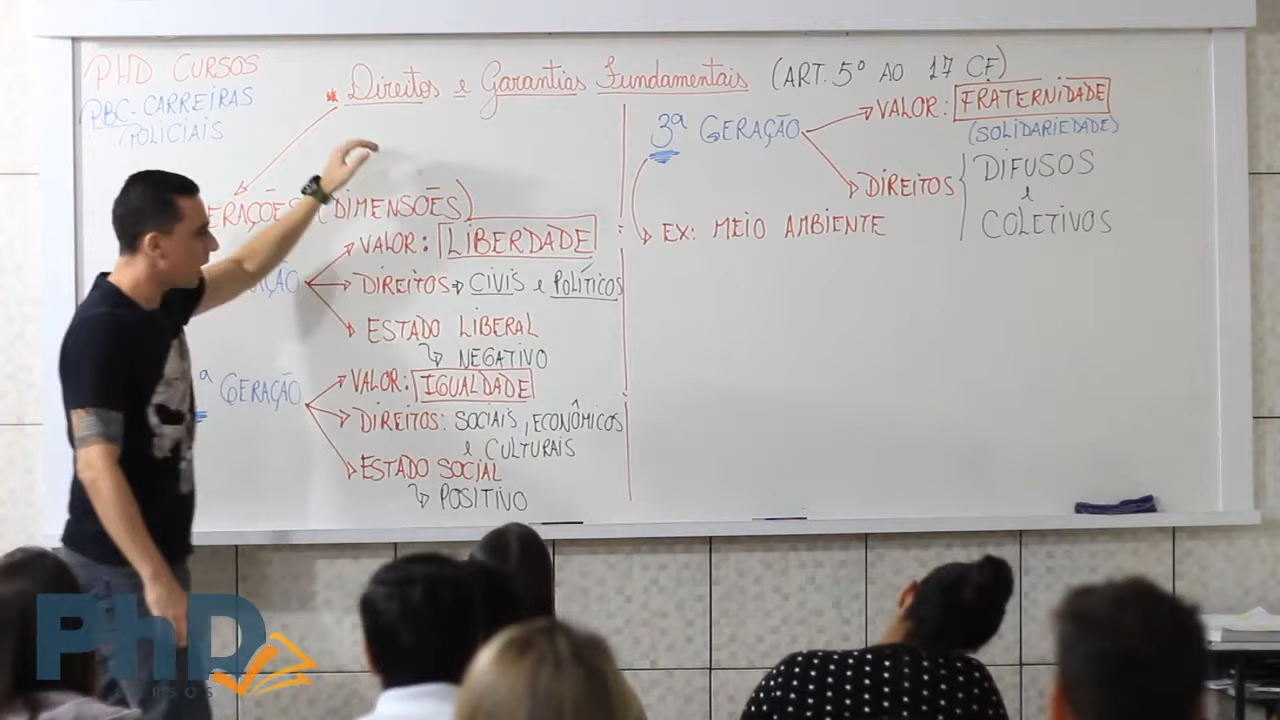 PHD CURSOS
PBC-CARREIRAS
POLICIAIS
* Direitos e Garantias Fundamentais (ART. 5º AO 17 CF)
ERAÇÕES (DIMENSÕES)
VALOR: LIBERDADE
DIREITOS → CIVIS e POLÍTICOS
ESTADO LIBERAL
↳ NEGATIVO
ª GERAÇÃO
VALOR: IGUALDADE
DIREITOS: SOCIAIS, ECONÔMICOS
e CULTURAIS
ESTADO SOCIAL
↳ POSITIVO
3ª GERAÇÃO
VALOR: FRATERNIDADE
(SOLIDARIEDADE)
DIREITOS { DIFUSOS
e
COLETIVOS
EX: MEIO AMBIENTE
PhD
CURSOS